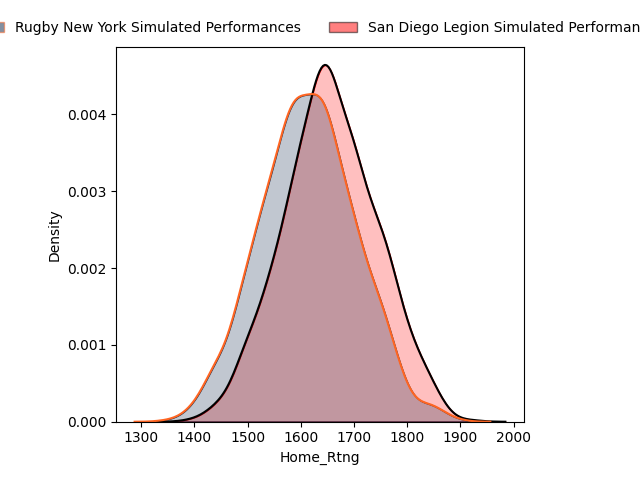 Rugby New York Simulated Performances San Diego Legion Simulated Performan
0.004
0.003
0.002
0.001
0.000
Density
1300 1400 1500 1600 1700 1800 1900 2000
Home_Rtng